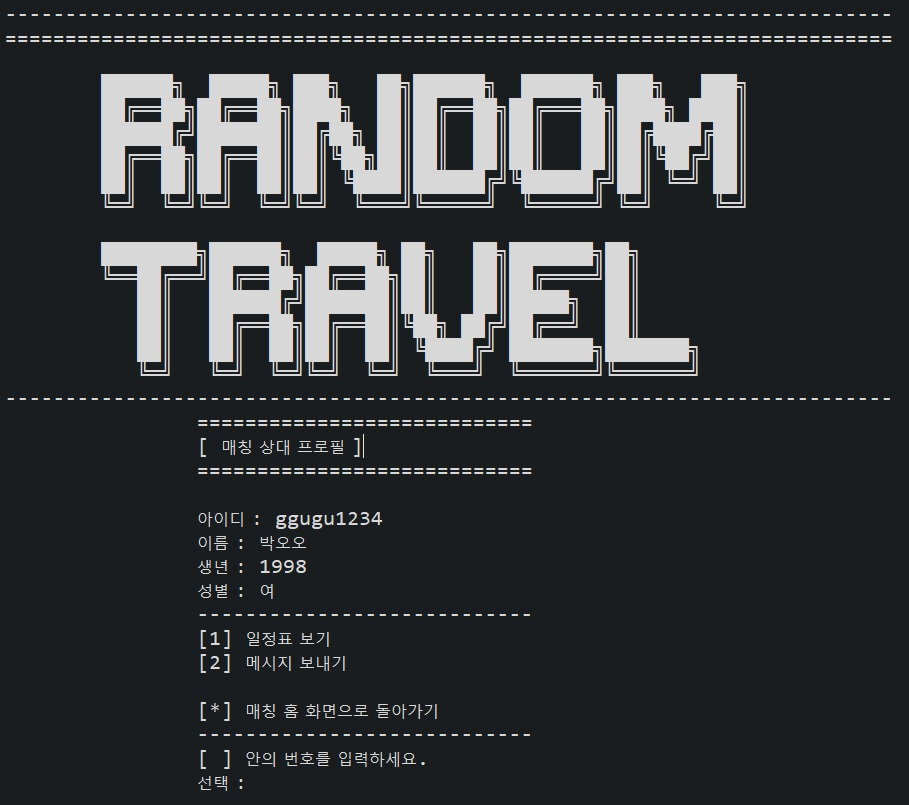 RANDOM
TRAVEL
[ 매칭 상대 프로필 ]
아이디 : ggugu1234
이름 : 박오오
생년 : 1998
성별 : 여
[1] 일정표 보기
[2] 메시지 보내기
[*] 매칭 홈 화면으로 돌아가기
[ ] 안의 번호를 입력하세요.
선택 :